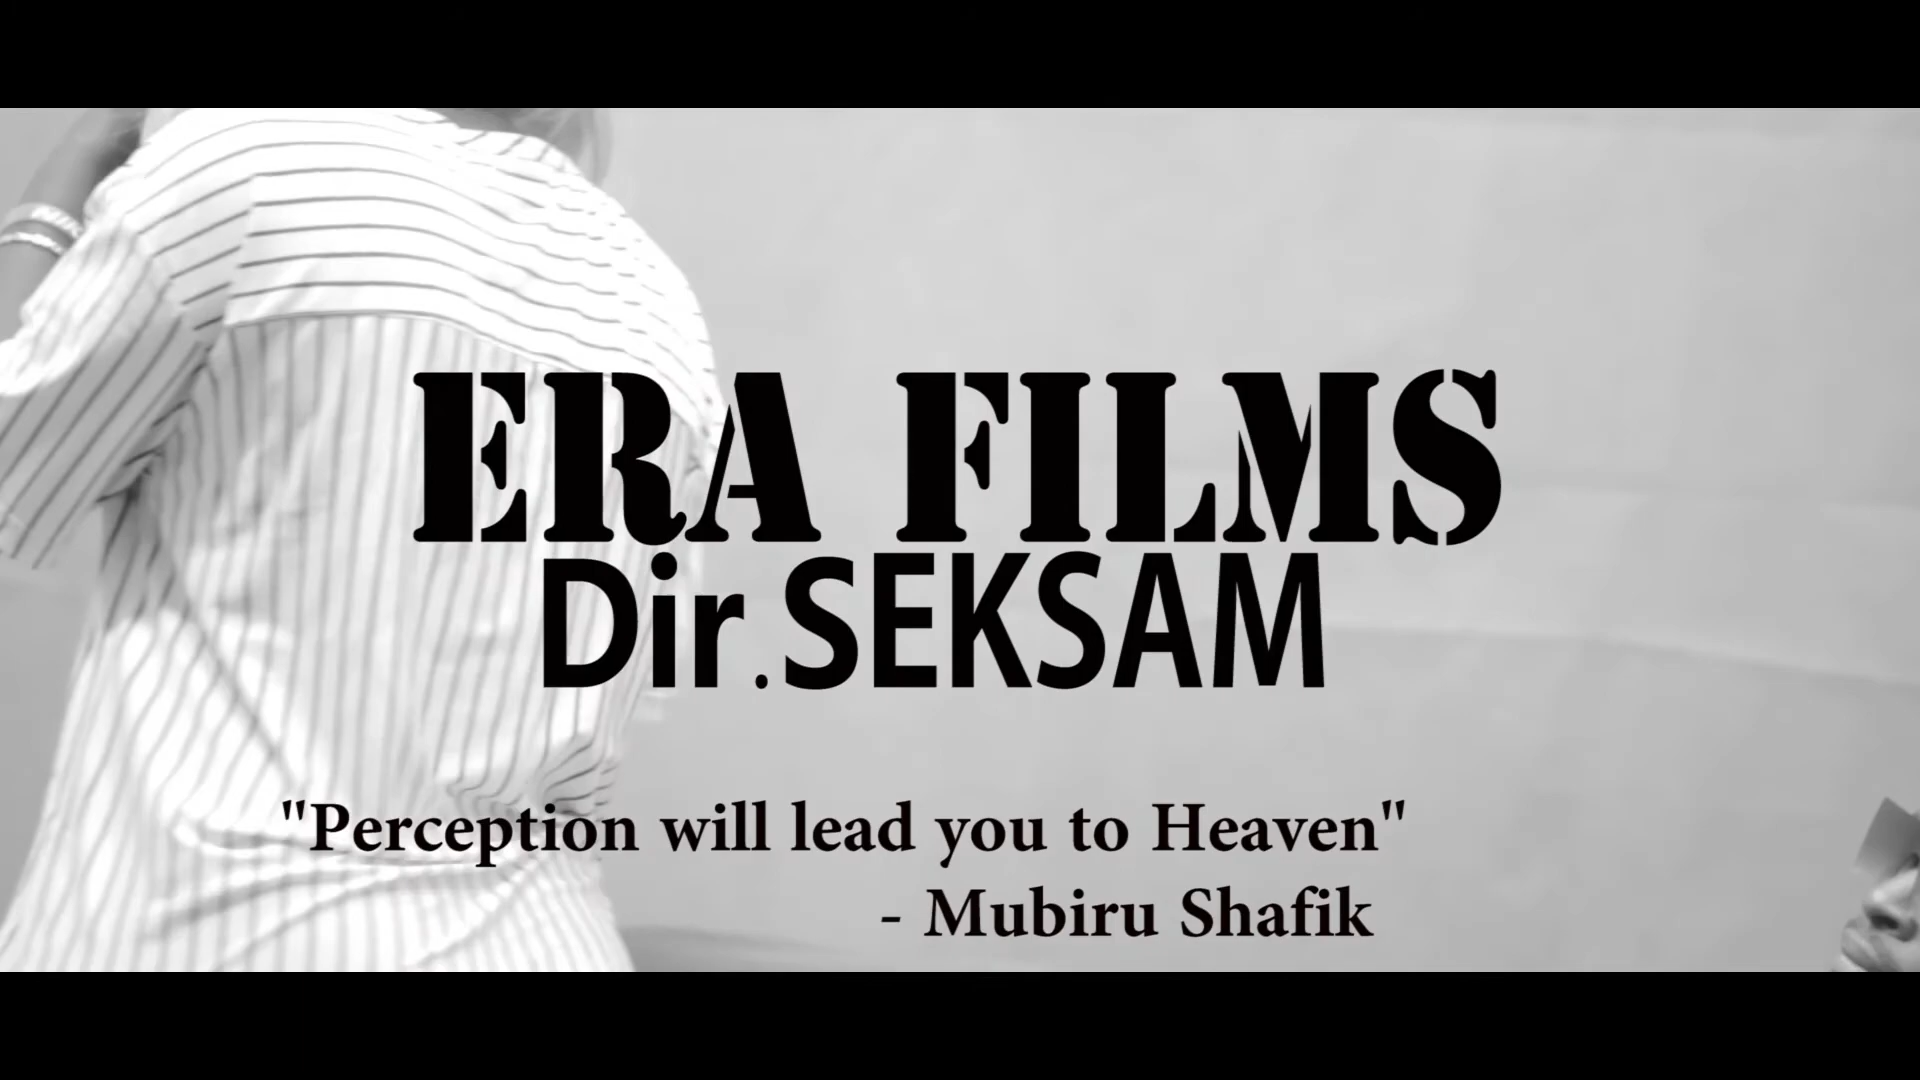 ERA FILMS
Dir.SEKSAM
"Perception will lead you to Heaven"
- Mubiru Shafik